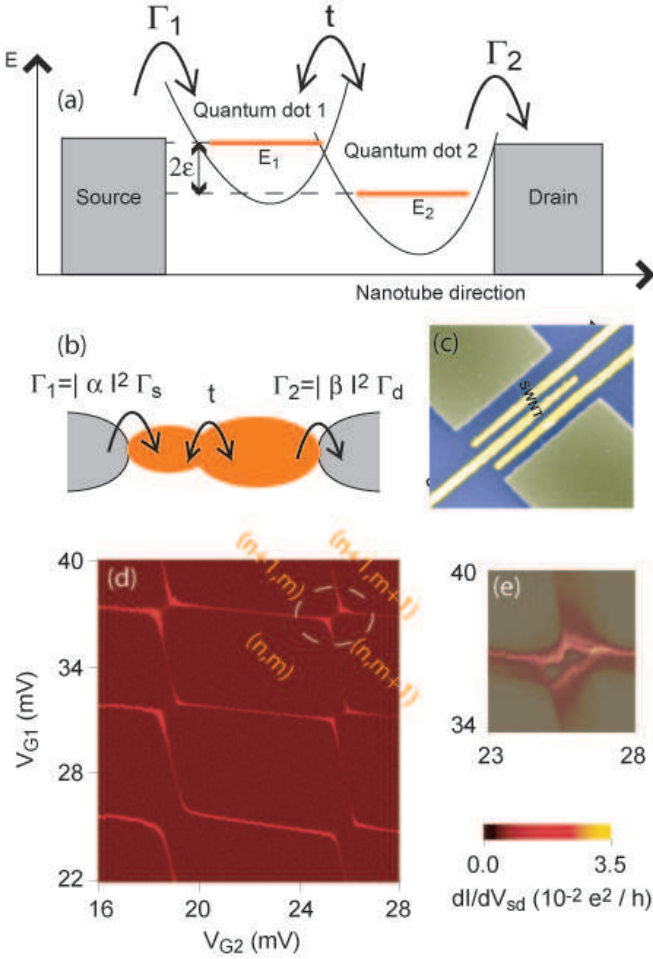 Γ1 t Γ2
E
(a)
Quantum dot 1
Quantum dot 2
E1
2ε
E2
Source
Drain
Nanotube direction
(b)
Γ1=| α |² Γs t Γ2=| β |² Γd
(c)
SWNT
(d)
(n+1,m) (n+1,m+1)
(n,m) (n,m+1)
40
34
28
22
VG1 (mV)
16 20 24 28
VG2 (mV)
(e)
40
34
23 28
0.0 3.5
dI/dVsd (10⁻² e² / h)